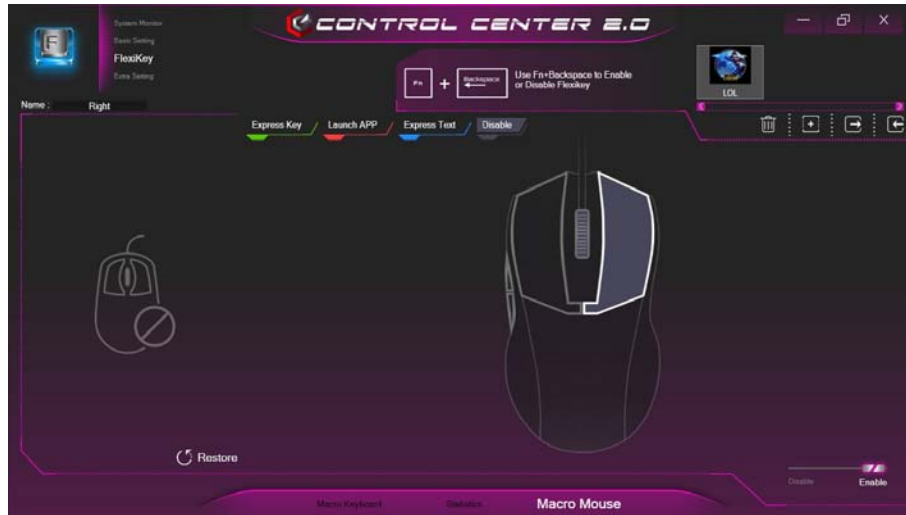 CONTROL CENTER 2.0
System Monitor
Basic Setting
FlexiKey
Extra Setting
Fn + Backspace
Use Fn+Backspace to Enable
or Disable Flexikey
LOL
Name : Right
Express Key / Launch APP / Express Text / Disable
Restore
Disable Enable
Macro Keyboard Statistics Macro Mouse